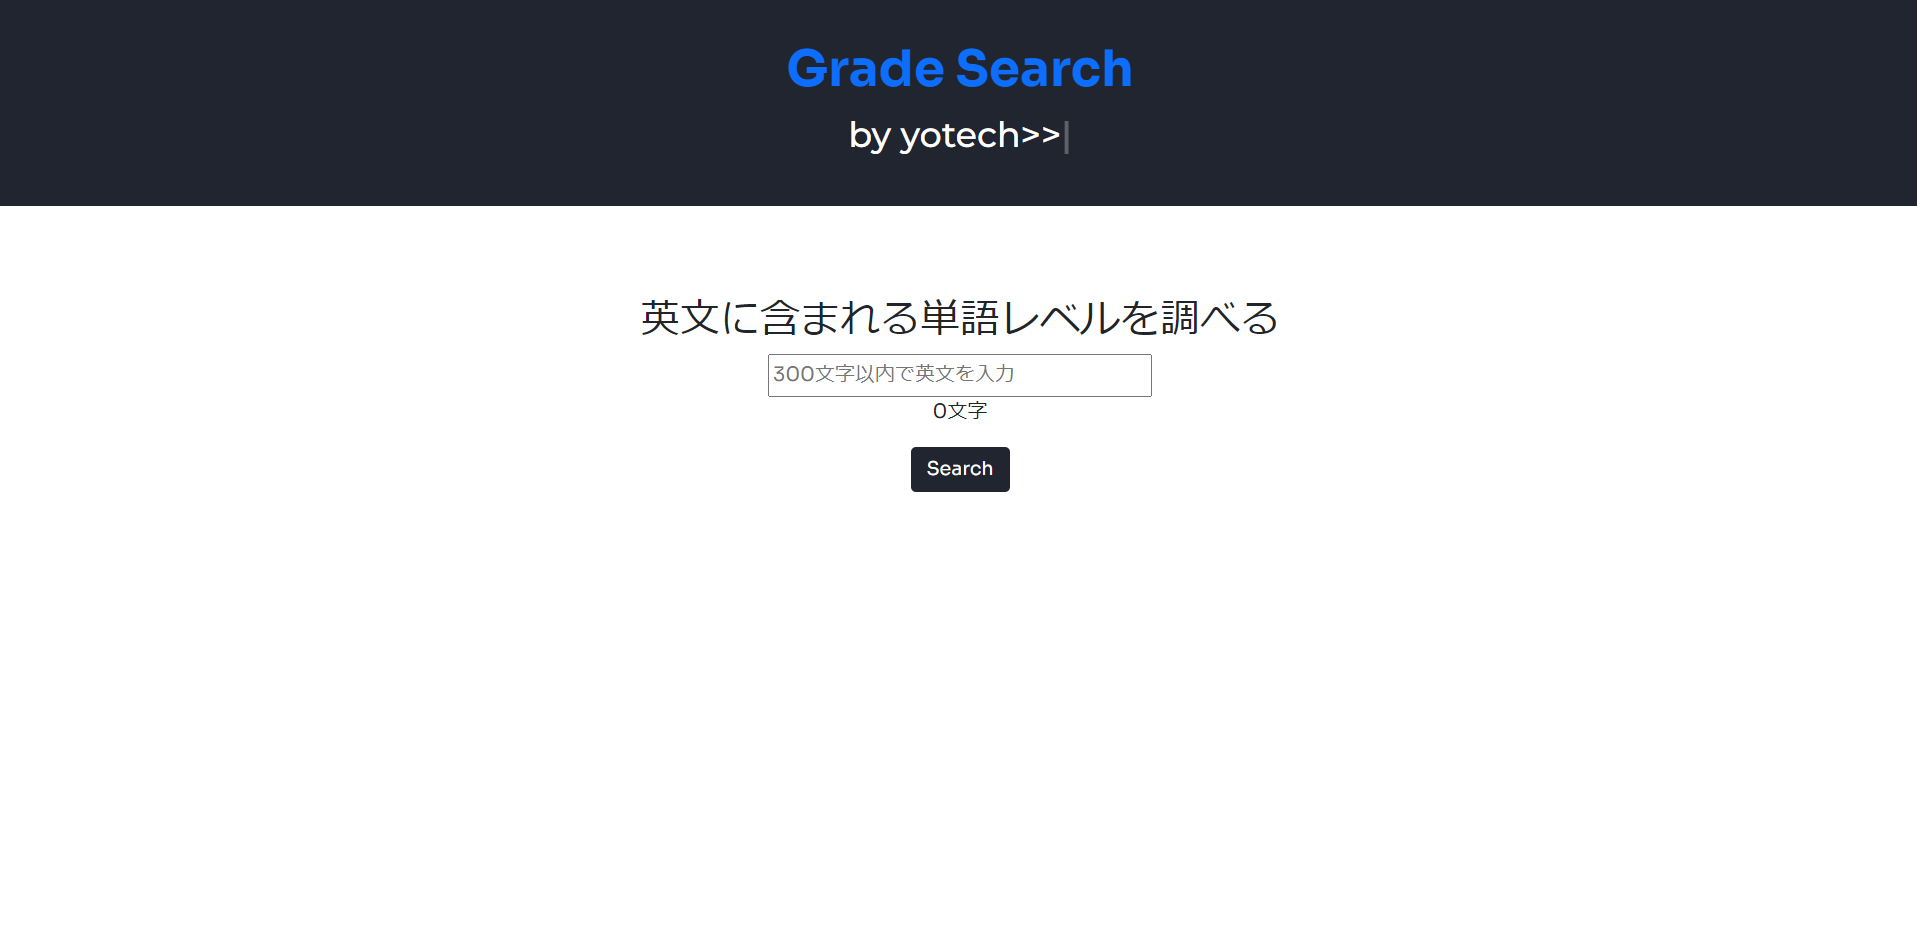 Grade Search
by yotech>>|
英文に含まれる単語レベルを調べる
300文字以内で英文を入力
0文字
Search